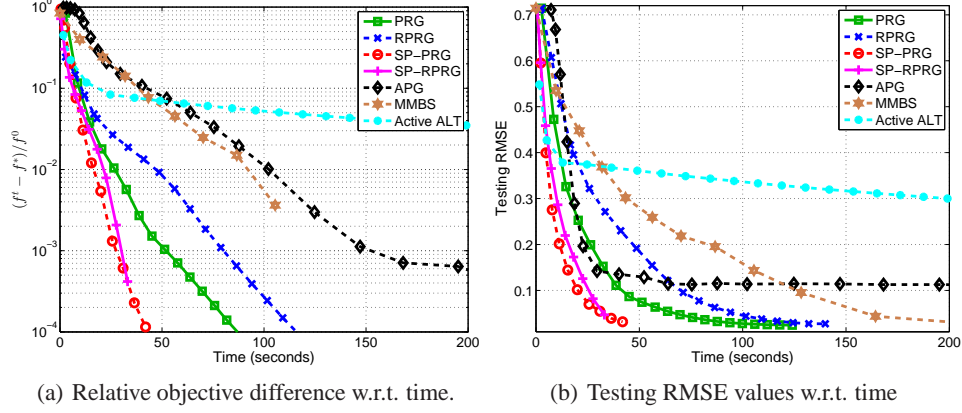 10^0
10^{-1}
10^{-2}
10^{-3}
10^{-4}
(f^t − f^*)/f^0
0
50
100
150
200
Time (seconds)
PRG
RPRG
SP−PRG
SP−RPRG
APG
MMBS
Active ALT
(a) Relative objective difference w.r.t. time.
0.7
0.6
0.5
0.4
0.3
0.2
0.1
Testing RMSE
0
50
100
150
200
Time (seconds)
PRG
RPRG
SP−PRG
SP−RPRG
APG
MMBS
Active ALT
(b) Testing RMSE values w.r.t. time